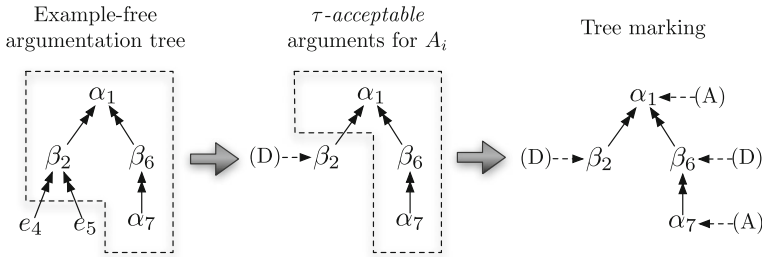 Example-free
argumentation tree
τ-acceptable
arguments for Aᵢ
Tree marking
α₁
β₂ β₆
e₄ e₅ α₇
α₁
(D) β₂ β₆
α₇
α₁ (A)
(D) β₂ β₆ (D)
α₇ (A)